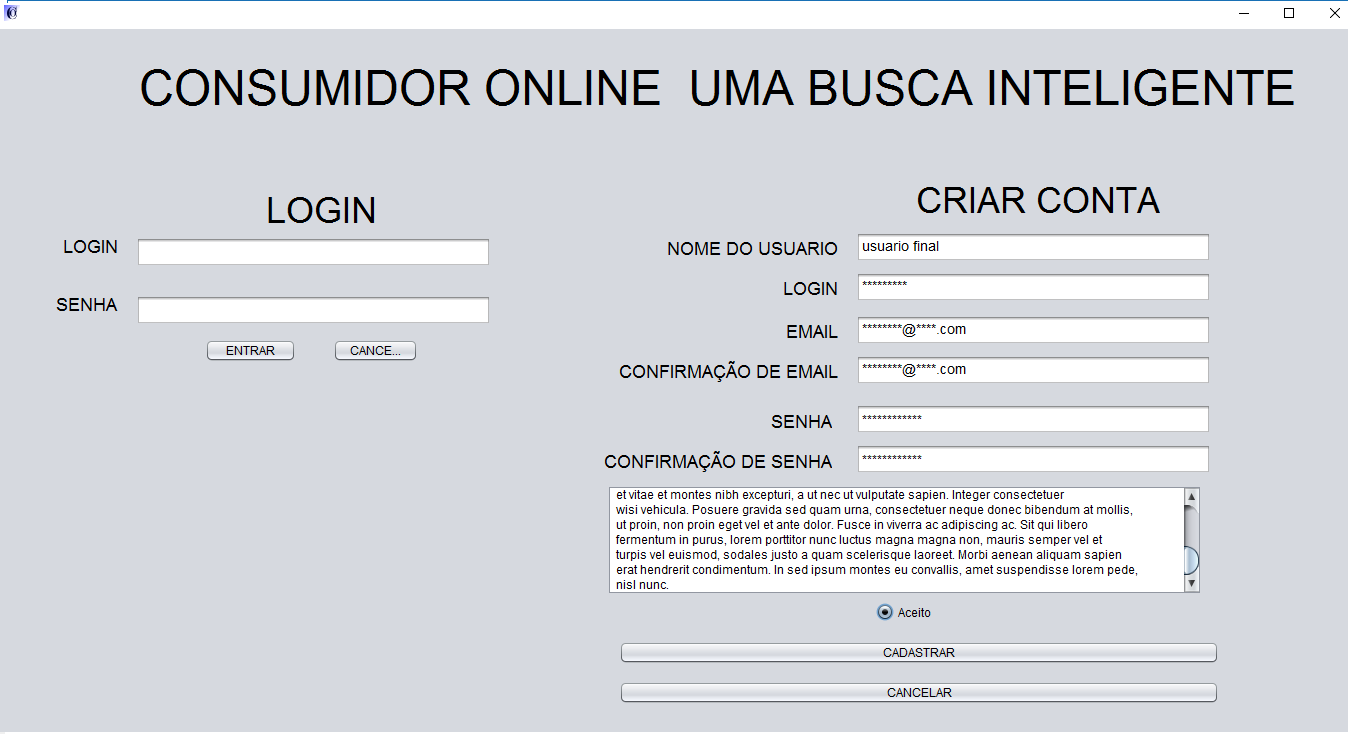 CONSUMIDOR ONLINE  UMA BUSCA INTELIGENTE
LOGIN
LOGIN
SENHA
ENTRAR
CANCE...
CRIAR CONTA
NOME DO USUARIO
usuario final
LOGIN
*********
EMAIL
********@****.com
CONFIRMAÇÃO DE EMAIL
********@****.com
SENHA
************
CONFIRMAÇÃO DE SENHA
************
et vitae et montes nibh excepturi, a ut nec ut vulputate sapien. Integer consectetuer
wisi vehicula. Posuere gravida sed quam urna, consectetuer neque donec bibendum at mollis,
ut proin, non proin eget vel et ante dolor. Fusce in viverra ac adipiscing ac. Sit qui libero
fermentum in purus, lorem porttitor nunc luctus magna magna non, mauris semper vel et
turpis vel euismod, sodales justo a quam scelerisque laoreet. Morbi aenean aliquam sapien
erat hendrerit condimentum. In sed ipsum montes eu convallis, amet suspendisse lorem pede,
nisl nunc.
Aceito
CADASTRAR
CANCELAR